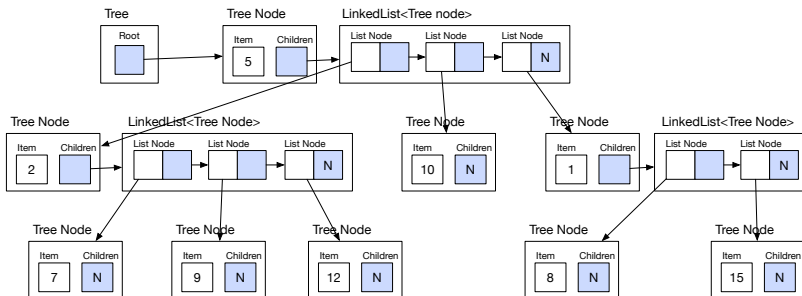 Tree
Tree Node
LinkedList<Tree node>
Root
Item
Children
List Node
List Node
List Node
5
N
Tree Node
LinkedList<Tree Node>
Tree Node
Tree Node
LinkedList<Tree Node>
Item
Children
List Node
List Node
List Node
Item
Children
Item
Children
List Node
List Node
2
N
10
N
1
N
Tree Node
Tree Node
Tree Node
Tree Node
Tree Node
Item
Children
Item
Children
Item
Children
Item
Children
Item
Children
7
N
9
N
12
N
8
N
15
N